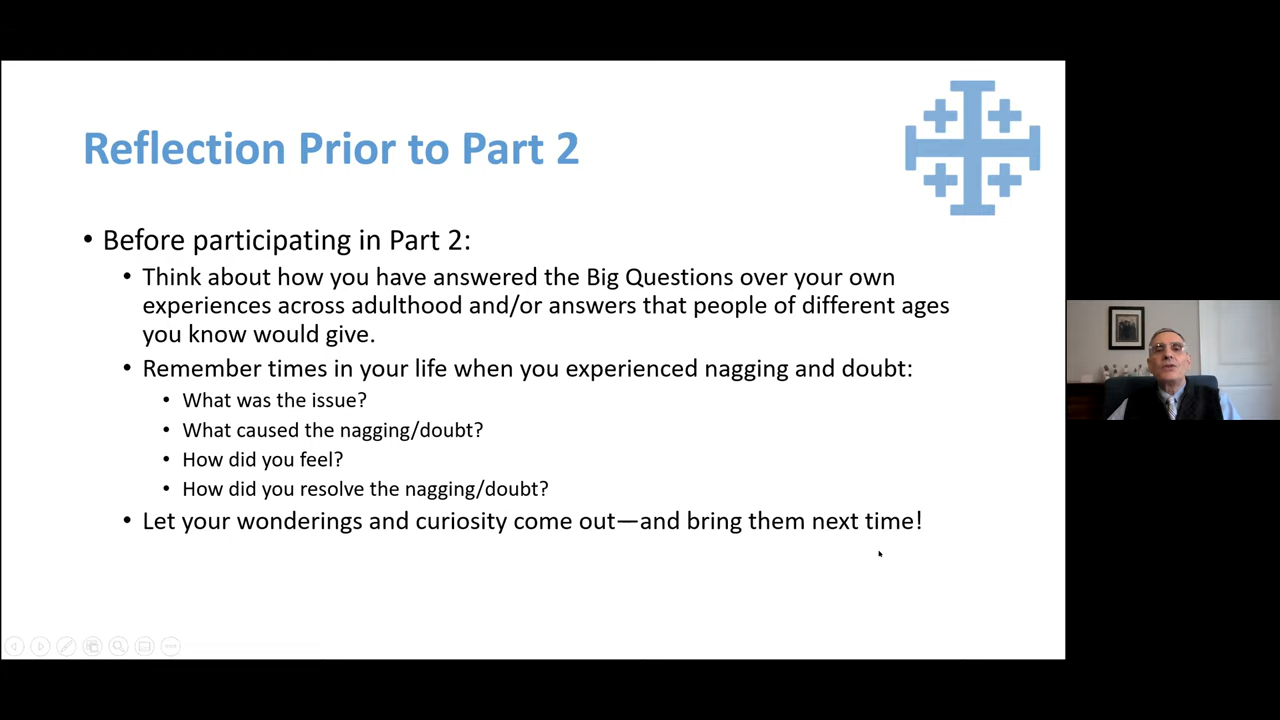 Reflection Prior to Part 2
• Before participating in Part 2:
• Think about how you have answered the Big Questions over your own
experiences across adulthood and/or answers that people of different ages
you know would give.
• Remember times in your life when you experienced nagging and doubt:
• What was the issue?
• What caused the nagging/doubt?
• How did you feel?
• How did you resolve the nagging/doubt?
• Let your wonderings and curiosity come out—and bring them next time!